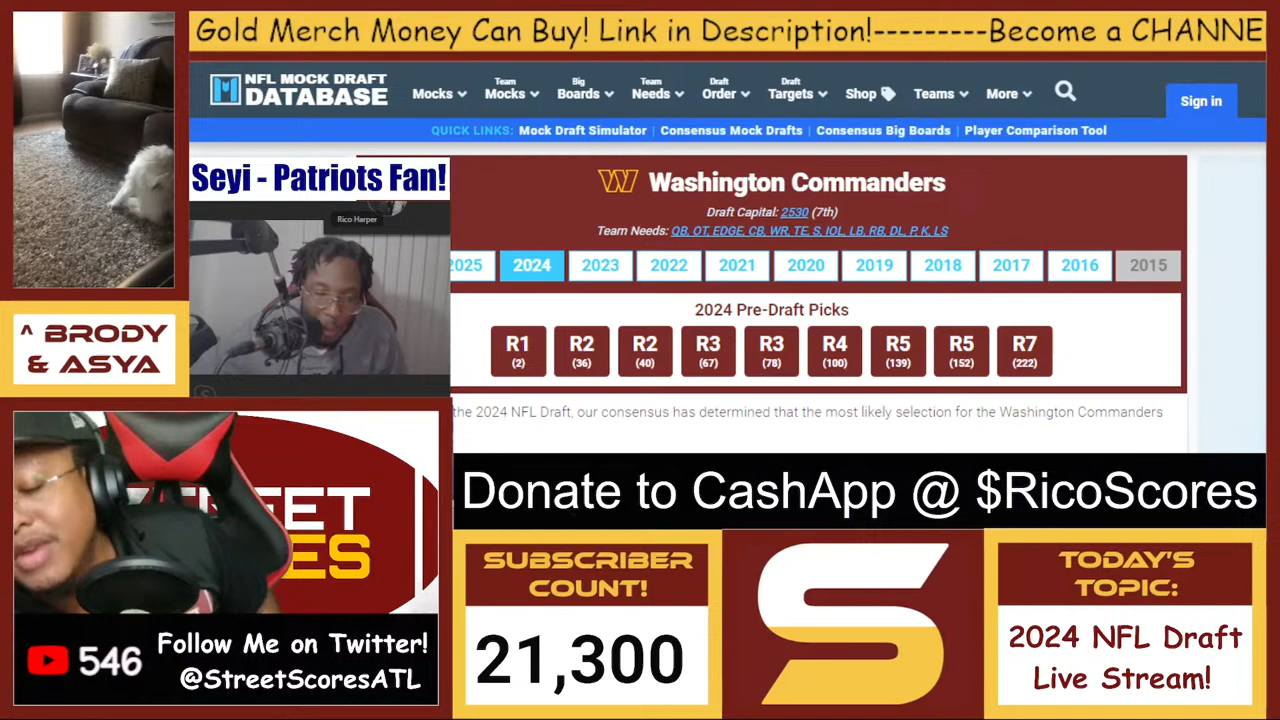 Gold Merch Money Can Buy! Link in Description!---------Become a CHANNE
NFL MOCK DRAFT
DATABASE
Mocks
Team
Mocks
Big
Boards
Team
Needs
Draft
Order
Draft
Targets
Shop
Teams
More
Sign in
QUICK LINKS: Mock Draft Simulator | Consensus Mock Drafts | Consensus Big Boards | Player Comparison Tool
Seyi - Patriots Fan!
Rico Harper
W Washington Commanders
Draft Capital: 2530 (7th)
Team Needs: QB, OT, EDGE, CB, WR, TE, S, IOL, LB, RB, DL, P, K, LS
2025 2024 2023 2022 2021 2020 2019 2018 2017 2016 2015
2024 Pre-Draft Picks
R1 R2 R2 R3 R3 R4 R5 R5 R7
(2) (36) (40) (67) (78) (100) (139) (152) (222)
the 2024 NFL Draft, our consensus has determined that the most likely selection for the Washington Commanders
^ BRODY
& ASYA
Donate to CashApp @ $RicoScores
SUBSCRIBER
COUNT!
21,300
S
TODAY'S
TOPIC:
2024 NFL Draft
Live Stream!
546
Follow Me on Twitter!
@StreetScoresATL